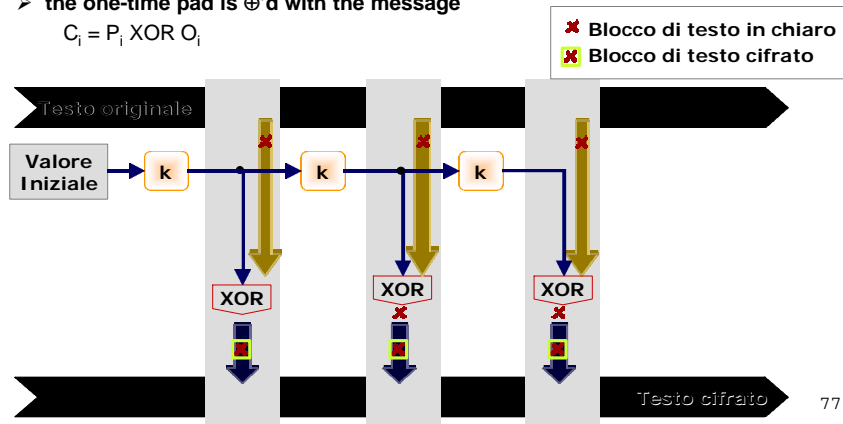 ➢ the one-time pad is ⊕'d with the message
Cᵢ = Pᵢ XOR Oᵢ
Blocco di testo in chiaro
Blocco di testo cifrato
Testo originale
Valore
Iniziale
k
k
k
XOR
XOR
XOR
Testo cifrato
77